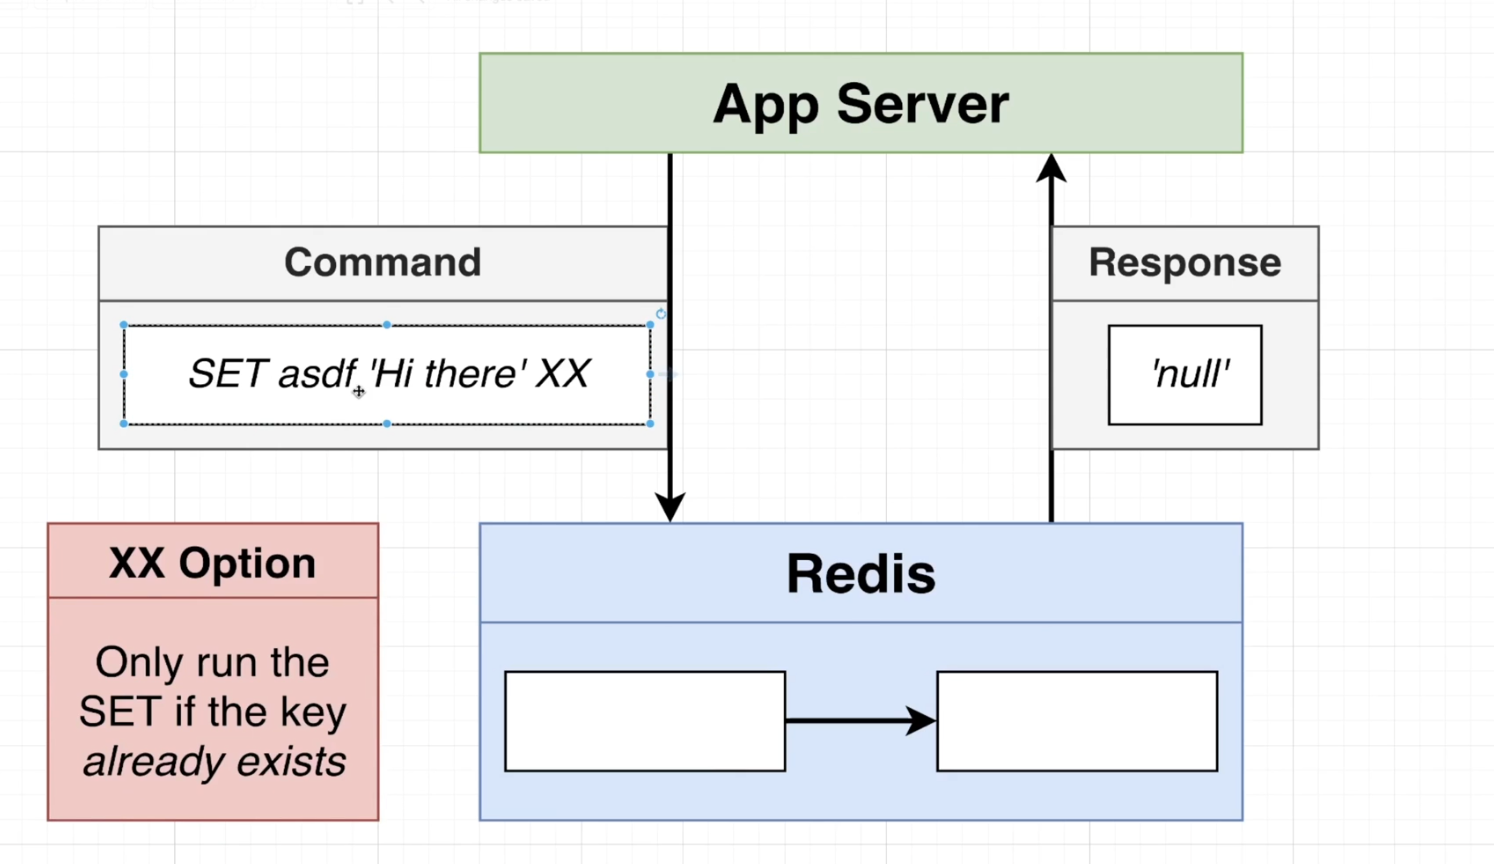 App Server
Command
SET asdf 'Hi there' XX
Response
'null'
XX Option
Only run the
SET if the key
already exists
Redis